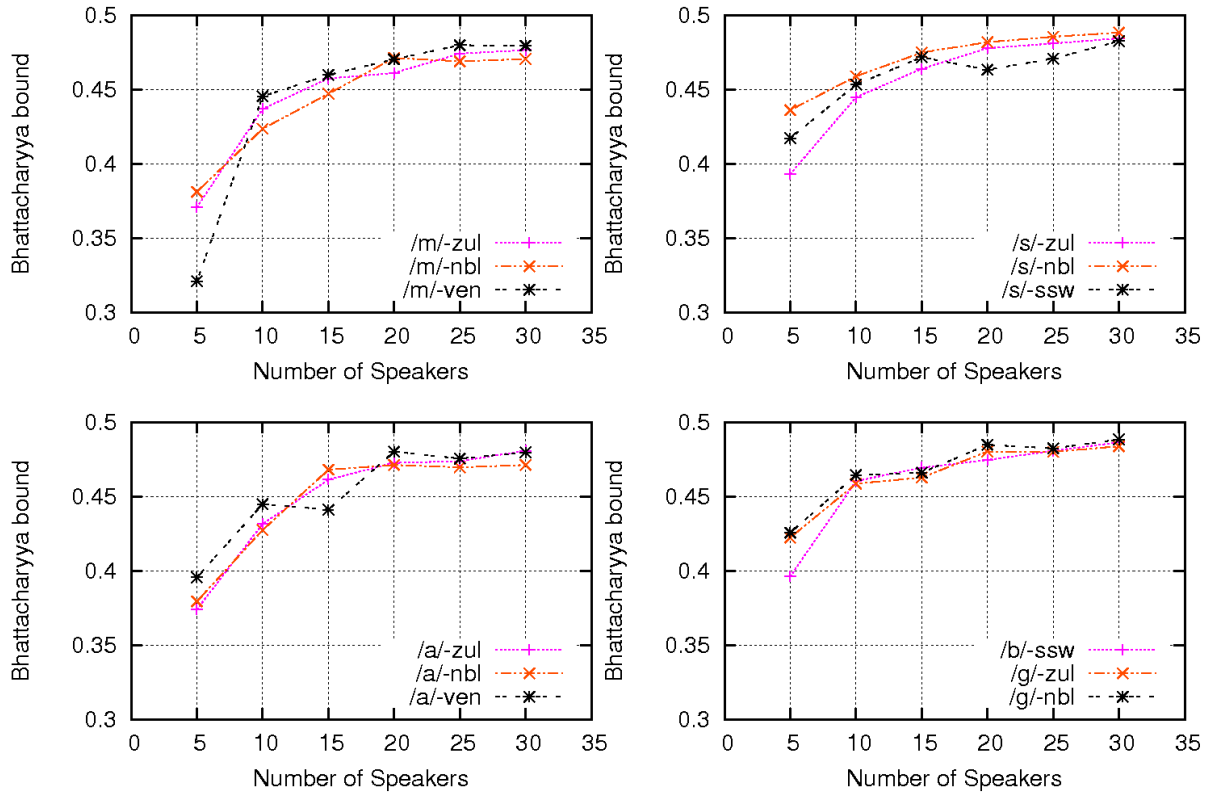 Bhattacharyya bound
0.5
0.45
0.4
0.35
0.3
/m/-zul
/m/-nbl
/m/-ven
0 5 10 15 20 25 30 35
Number of Speakers
Bhattacharyya bound
0.5
0.45
0.4
0.35
0.3
/s/-zul
/s/-nbl
/s/-ssw
0 5 10 15 20 25 30 35
Number of Speakers
Bhattacharyya bound
0.5
0.45
0.4
0.35
0.3
/a/-zul
/a/-nbl
/a/-ven
0 5 10 15 20 25 30 35
Number of Speakers
Bhattacharyya bound
0.5
0.45
0.4
0.35
0.3
/b/-ssw
/g/-zul
/g/-nbl
0 5 10 15 20 25 30 35
Number of Speakers